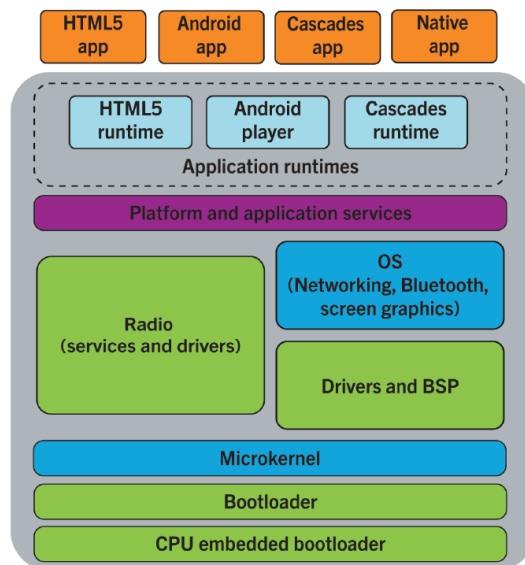 HTML5
app
Android
app
Cascades
app
Native
app
HTML5
runtime
Android
player
Cascades
runtime
Application runtimes
Platform and application services
Radio
(services and drivers)
OS
(Networking, Bluetooth,
screen graphics)
Drivers and BSP
Microkernel
Bootloader
CPU embedded bootloader